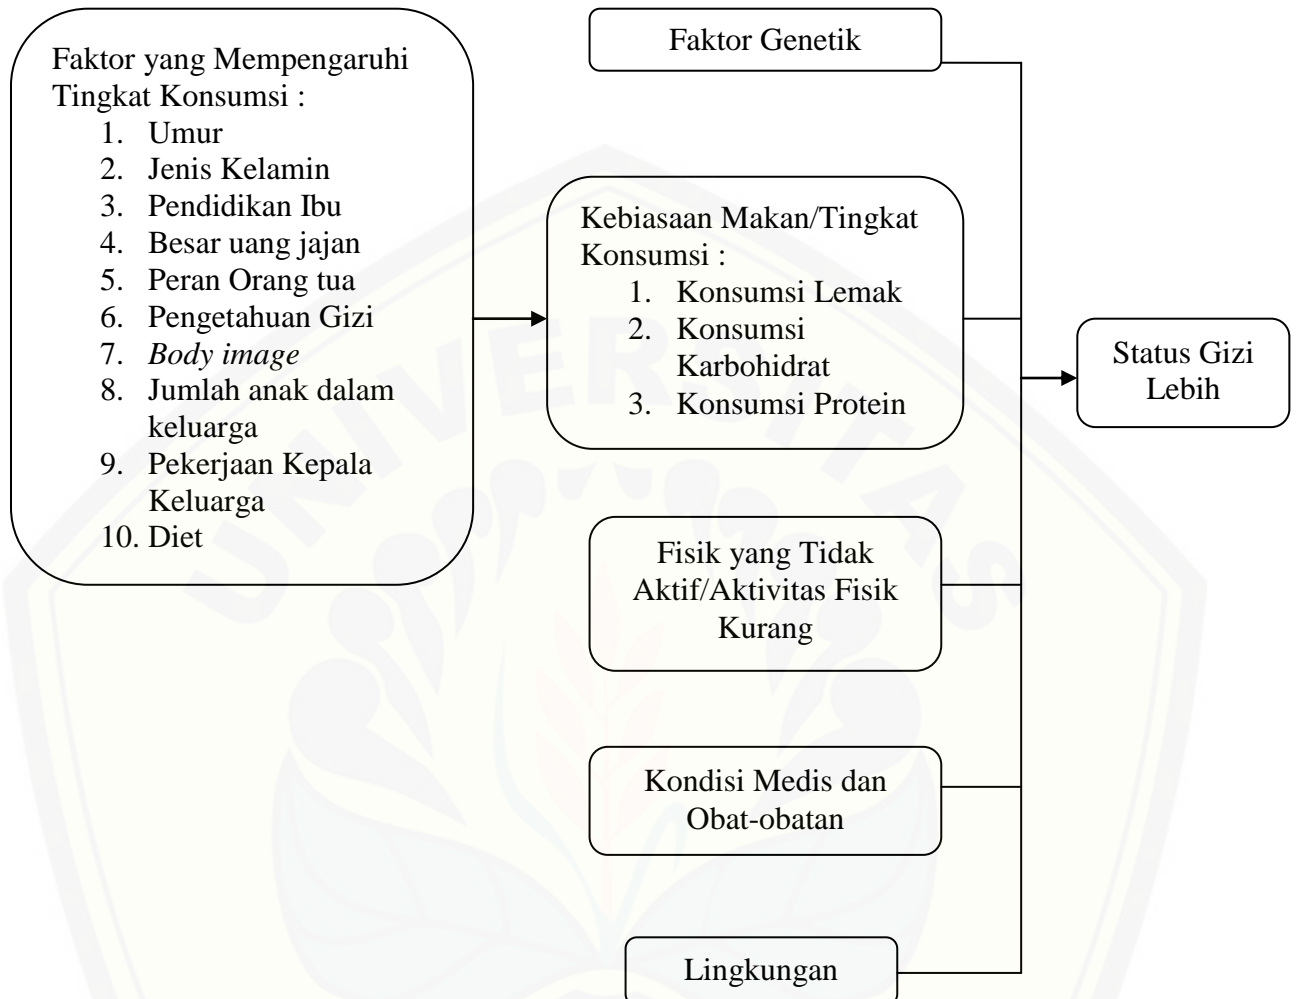 Faktor yang Mempengaruhi
Tingkat Konsumsi :
1. Umur
2. Jenis Kelamin
3. Pendidikan Ibu
4. Besar uang jajan
5. Peran Orang tua
6. Pengetahuan Gizi
7. Body image
8. Jumlah anak dalam
keluarga
9. Pekerjaan Kepala
Keluarga
10. Diet
Faktor Genetik
Kebiasaan Makan/Tingkat
Konsumsi :
1. Konsumsi Lemak
2. Konsumsi
Karbohidrat
3. Konsumsi Protein
Fisik yang Tidak
Aktif/Aktivitas Fisik
Kurang
Kondisi Medis dan
Obat-obatan
Lingkungan
Status Gizi
Lebih
UNIVERSITAS